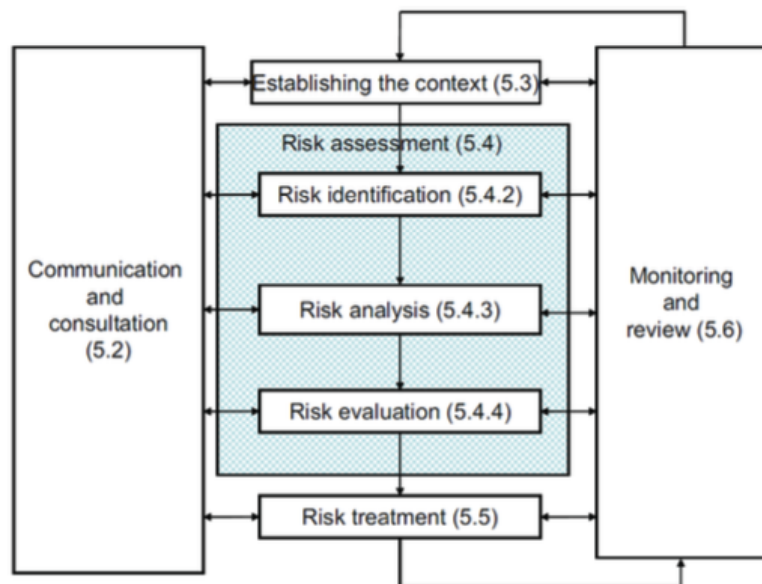 Establishing the context (5.3)
Risk assessment (5.4)
Risk identification (5.4.2)
Communication
and
consultation
(5.2)
Risk analysis (5.4.3)
Monitoring
and
review (5.6)
Risk evaluation (5.4.4)
Risk treatment (5.5)